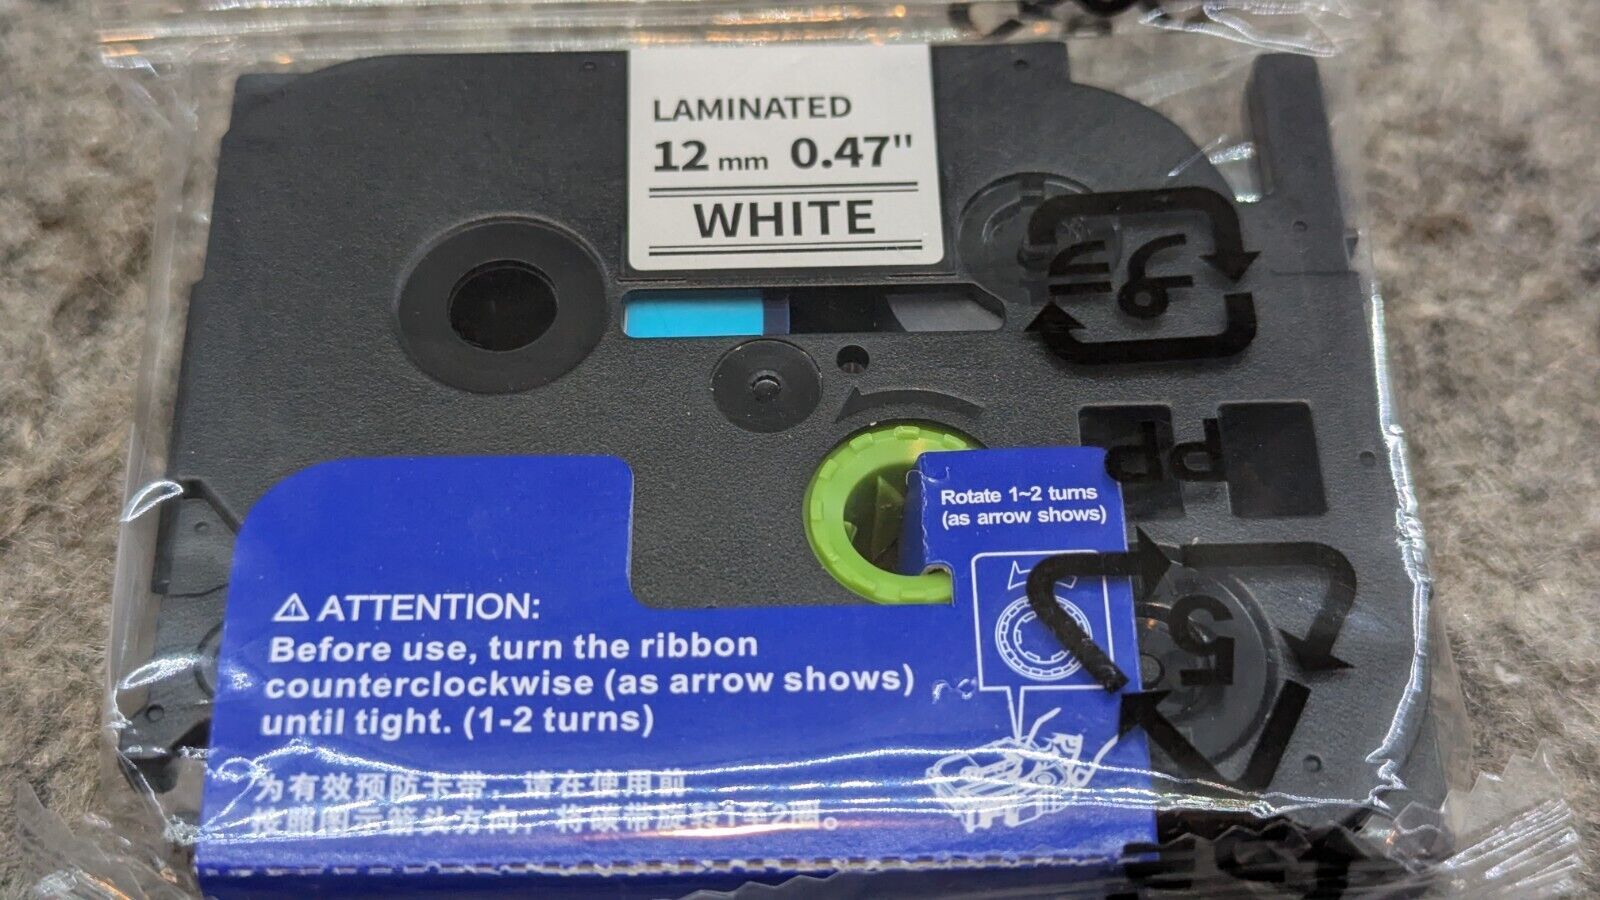 LAMINATED
12 mm 0.47"
WHITE
Rotate 1~2 turns
(as arrow shows)
⚠ ATTENTION:
Before use, turn the ribbon
counterclockwise (as arrow shows)
until tight. (1-2 turns)
为有效预防卡带，请在使用前
按照图示箭头方向，将碳带旋转1-2圈。
PP
5